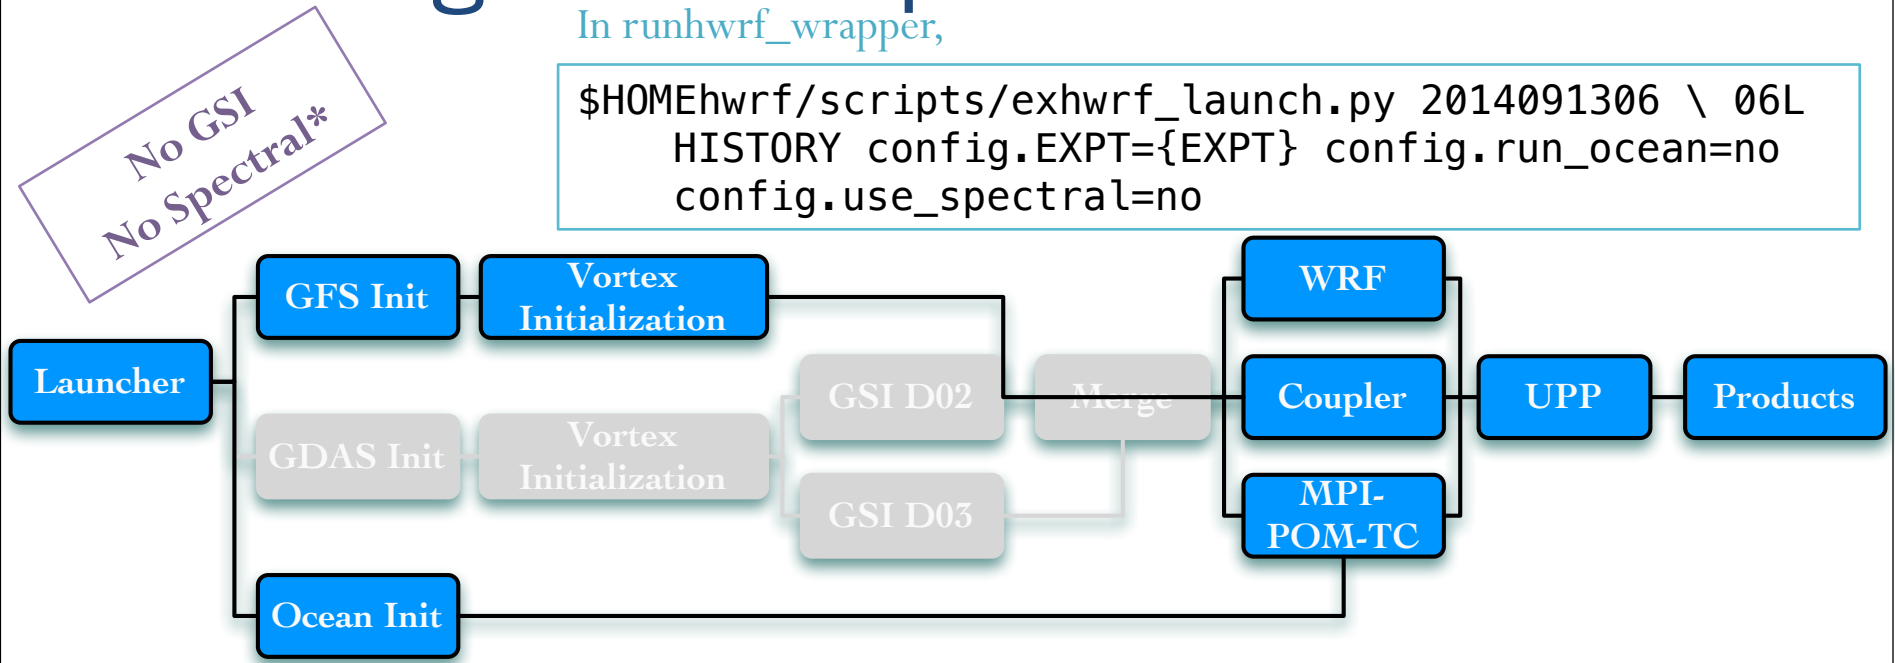 In runhwrf_wrapper,
No GSI
No Spectral*
$HOMEhwrf/scripts/exhwrf_launch.py 2014091306 \ 06L
HISTORY config.EXPT={EXPT} config.run_ocean=no
config.use_spectral=no
Launcher
GFS Init
Vortex
Initialization
GDAS Init
Vortex
Initialization
GSI D02
GSI D03
Merge
Ocean Init
WRF
Coupler
MPI-
POM-TC
UPP
Products